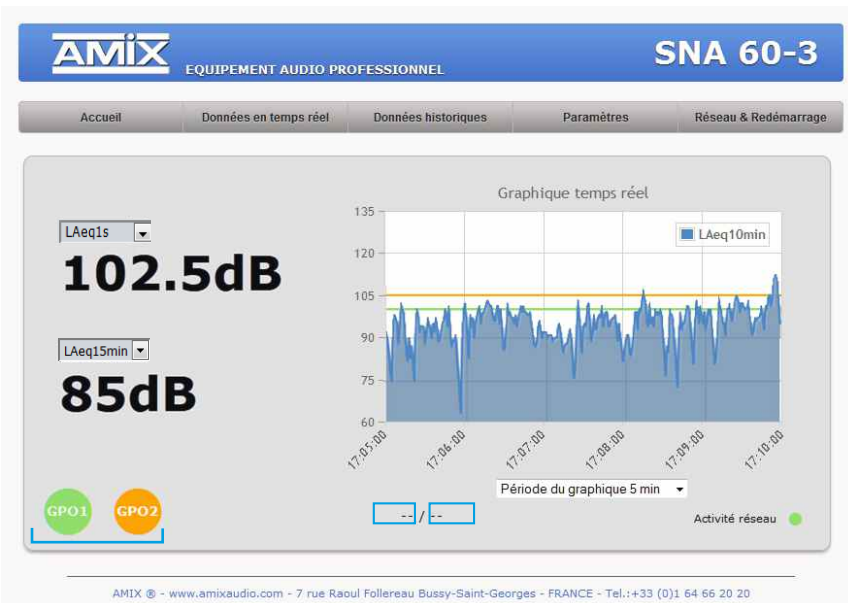 AMIX
EQUIPEMENT AUDIO PROFESSIONNEL
SNA 60-3
Accueil
Données en temps réel
Données historiques
Paramètres
Réseau & Redémarrage
LAeq1s
102.5dB
LAeq15min
85dB
GPO1
GPO2
Graphique temps réel
LAeq10min
135
120
105
90
75
60
17:05:00
17:06:00
17:07:00
17:08:00
17:09:00
17:10:00
Période du graphique 5 min
-- / --
Activité réseau
AMIX ® - www.amixaudio.com - 7 rue Raoul Follereau Bussy-Saint-Georges - FRANCE - Tel.:+33 (0)1 64 66 20 20